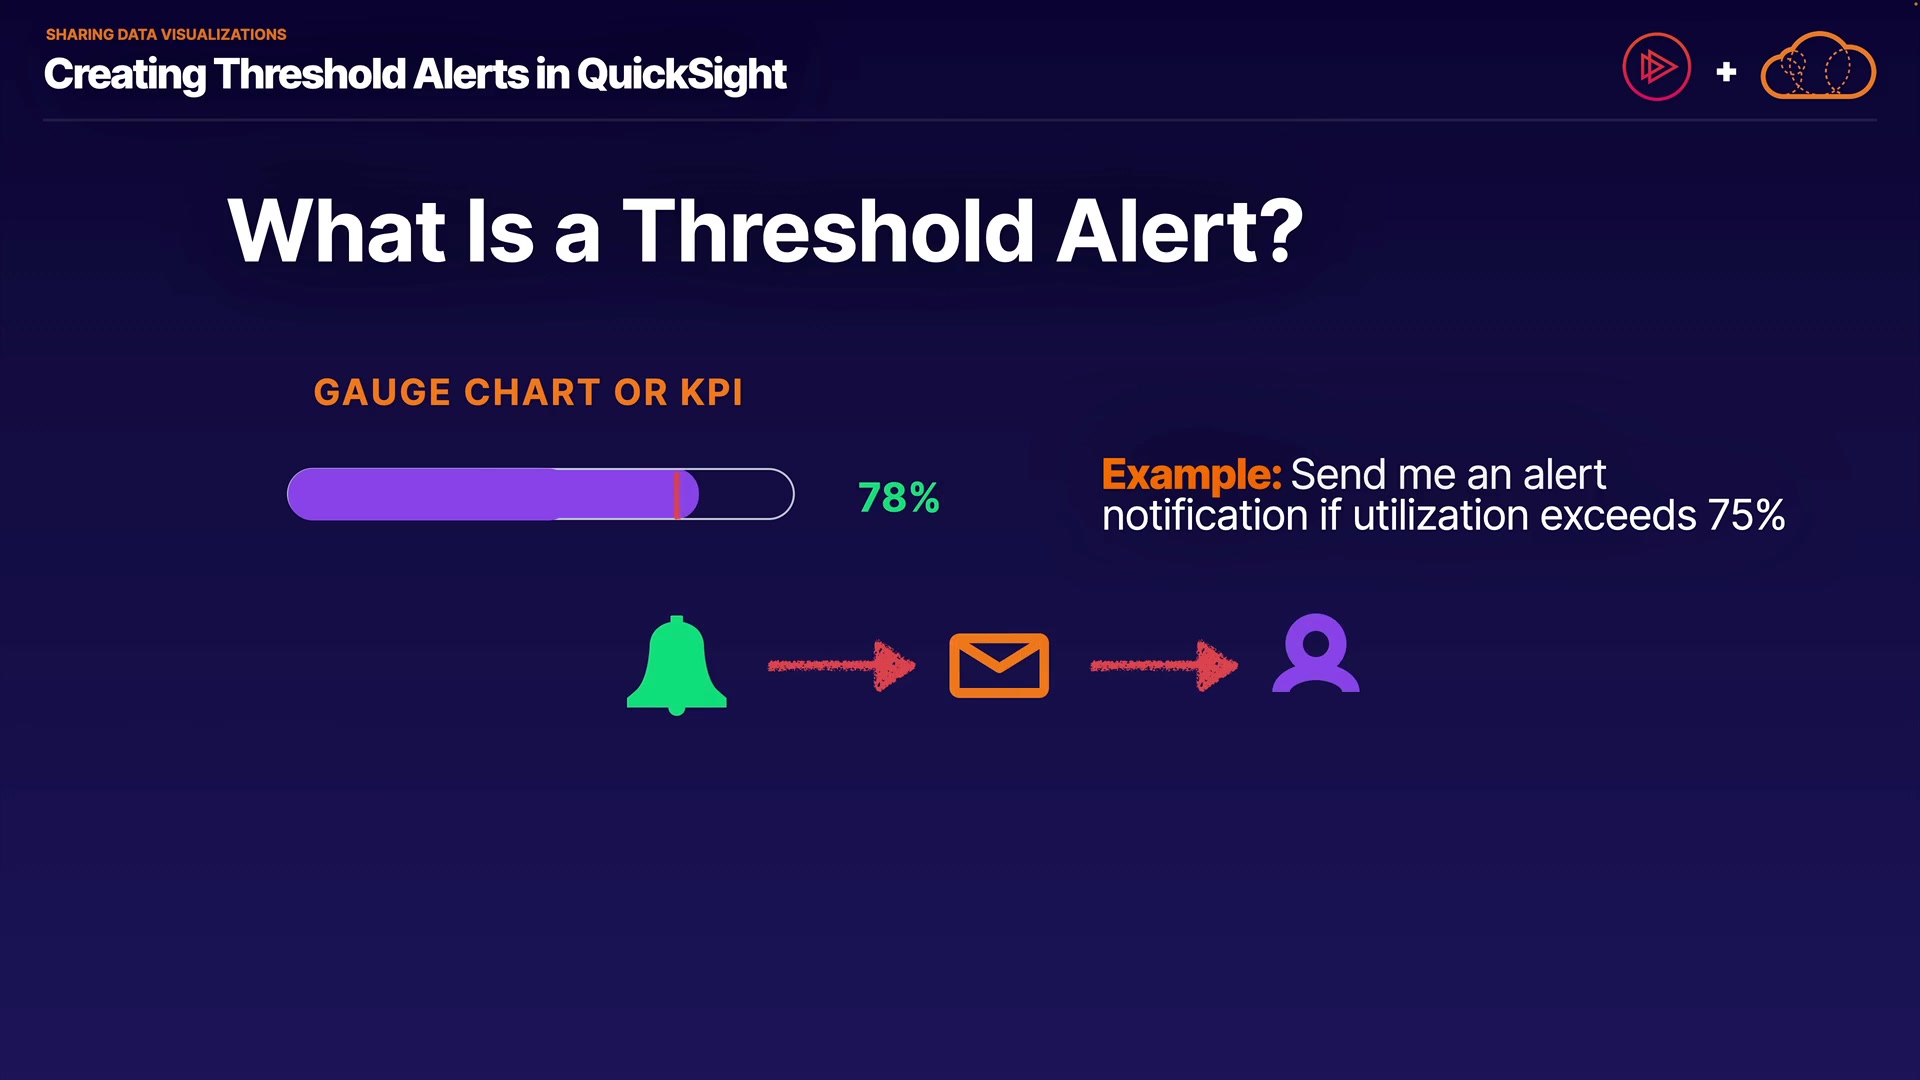 SHARING DATA VISUALIZATIONS
Creating Threshold Alerts in QuickSight
+
What Is a Threshold Alert?
GAUGE CHART OR KPI
78%
Example: Send me an alert
notification if utilization exceeds 75%